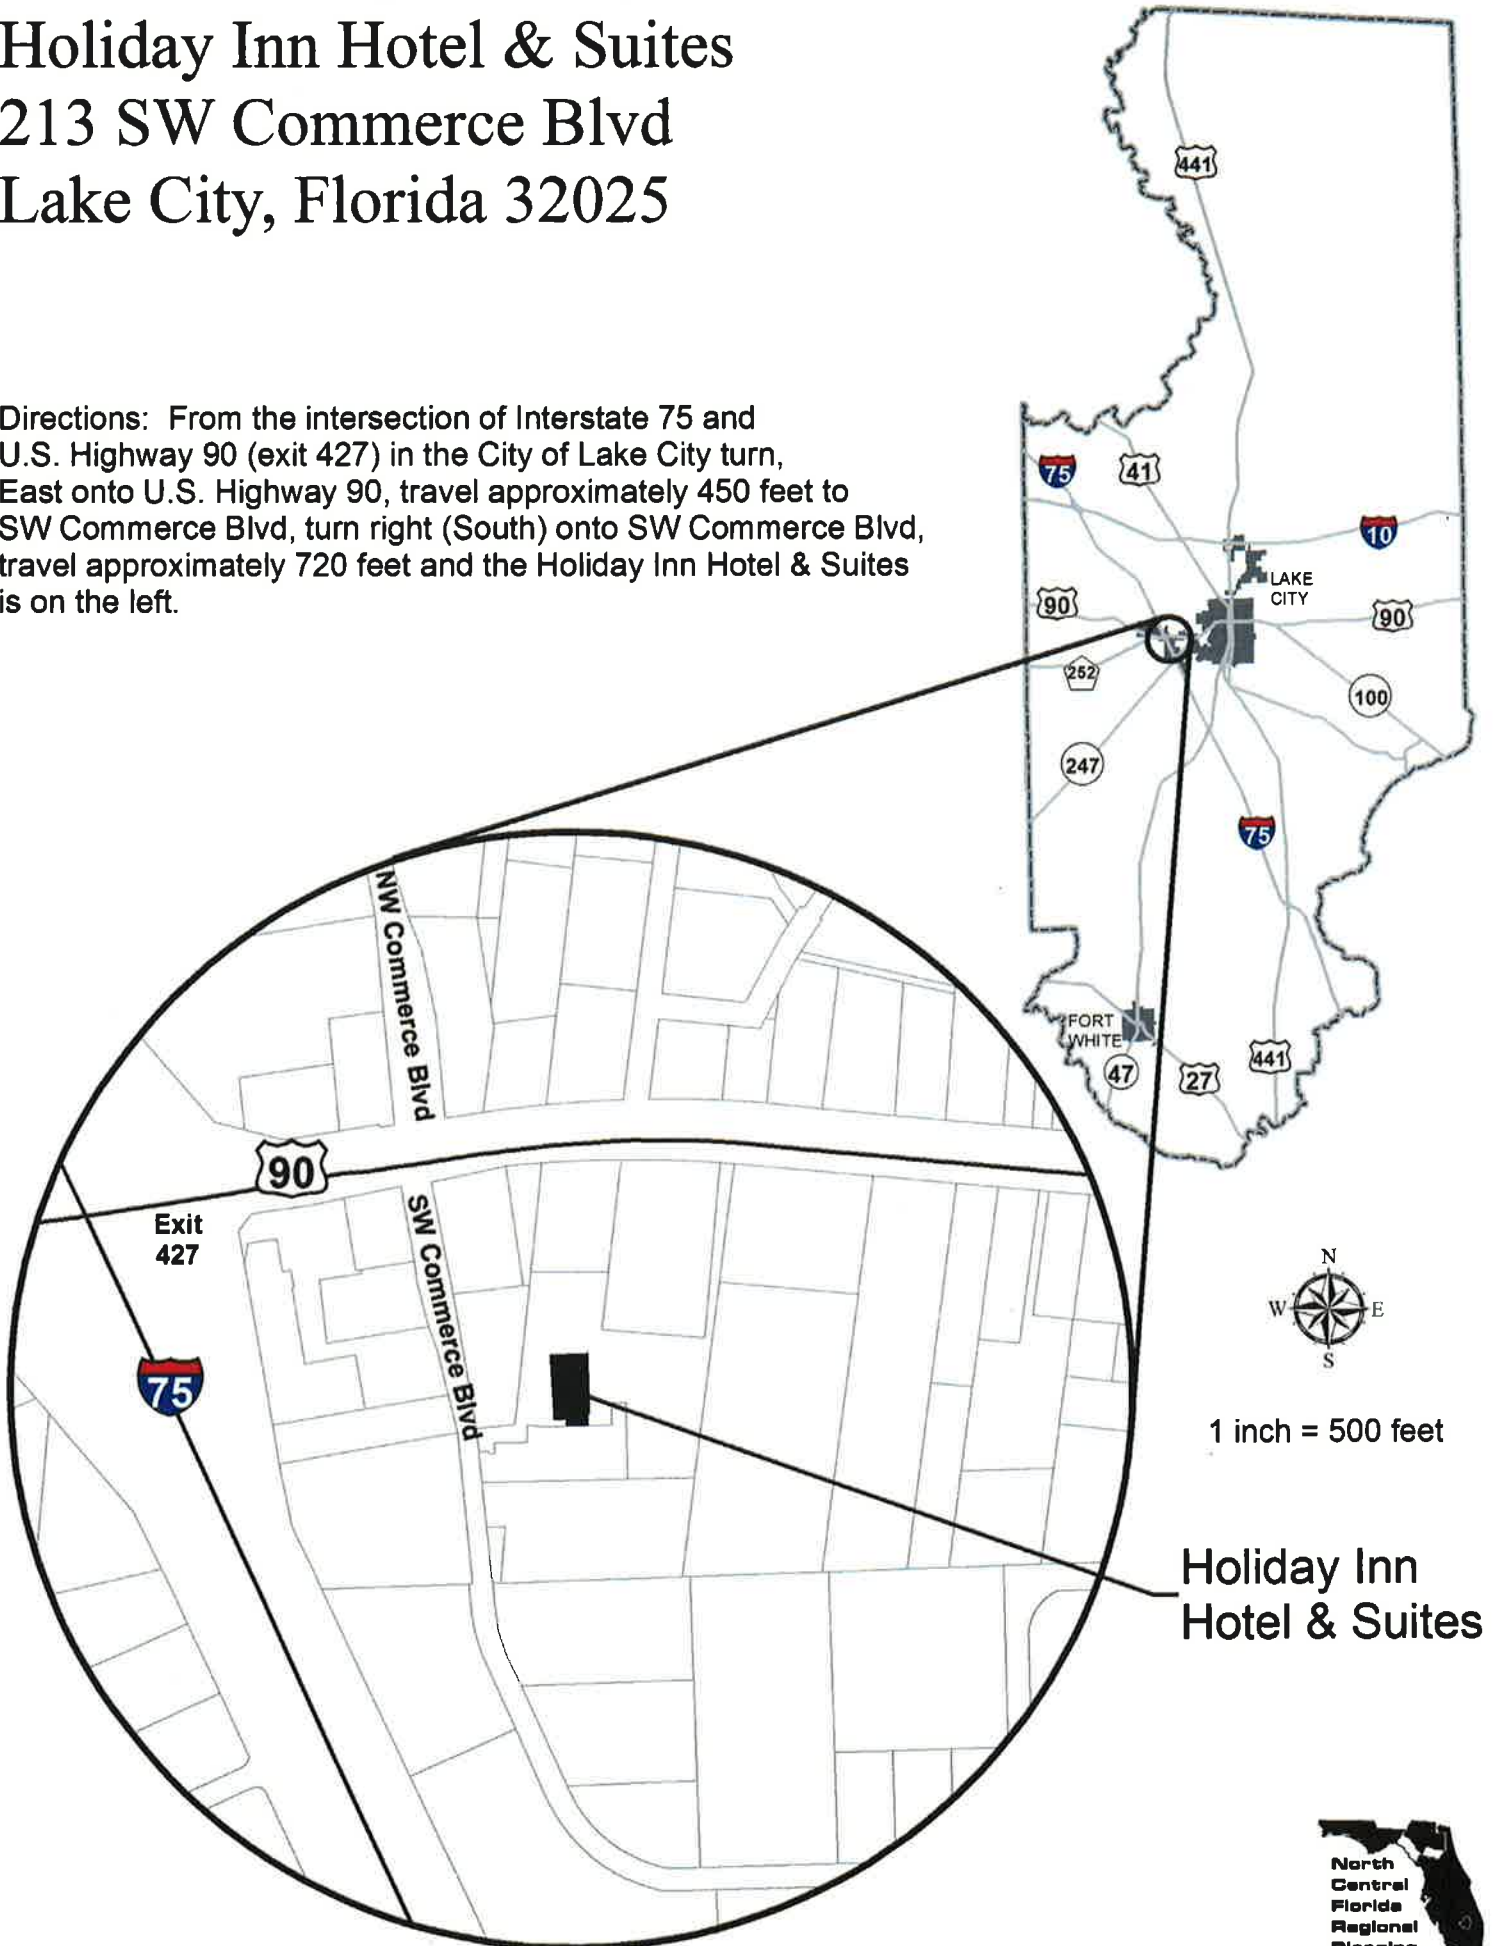 Holiday Inn Hotel & Suites
213 SW Commerce Blvd
Lake City, Florida 32025
Directions: From the intersection of Interstate 75 and
U.S. Highway 90 (exit 427) in the City of Lake City turn,
East onto U.S. Highway 90, travel approximately 450 feet to
SW Commerce Blvd, turn right (South) onto SW Commerce Blvd,
travel approximately 720 feet and the Holiday Inn Hotel & Suites
is on the left.
441
75
41
10
LAKE
CITY
90
90
252
100
247
75
FORT
WHITE
47
27
441
NW Commerce Blvd
90
Exit
427
SW Commerce Blvd
75
N
W
E
S
1 inch = 500 feet
Holiday Inn
Hotel & Suites
North
Central
Florida
Regional
Planning